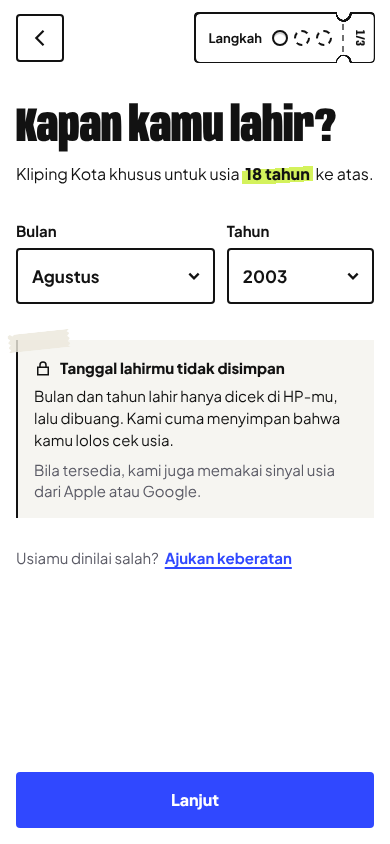 Langkah
1/3
Kapan kamu lahir?
Kliping Kota khusus untuk usia 18 tahun ke atas.
Bulan
Tahun
Agustus
2003
Tanggal lahirmu tidak disimpan
Bulan dan tahun lahir hanya dicek di HP-mu,
lalu dibuang. Kami cuma menyimpan bahwa
kamu lolos cek usia.
Bila tersedia, kami juga memakai sinyal usia
dari Apple atau Google.
Usiamu dinilai salah? Ajukan keberatan
Lanjut